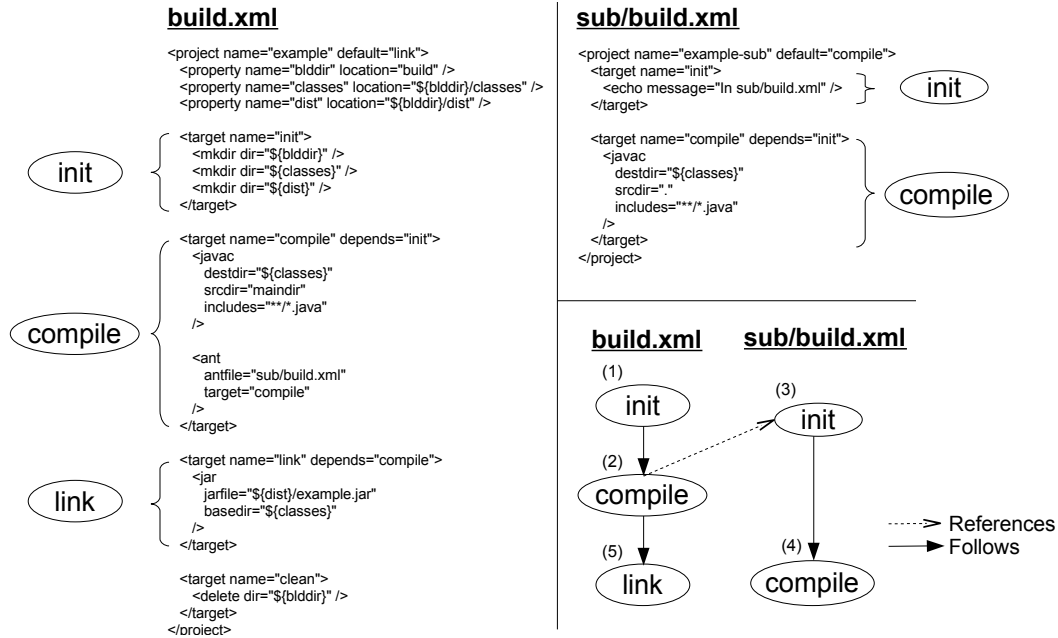 build.xml
<project name="example" default="link">
<property name="blddir" location="build" />
<property name="classes" location="${blddir}/classes" />
<property name="dist" location="${blddir}/dist" />
init
<target name="init">
<mkdir dir="${blddir}" />
<mkdir dir="${classes}" />
<mkdir dir="${dist}" />
</target>
compile
<target name="compile" depends="init">
<javac
destdir="${classes}"
srcdir="maindir"
includes="**/*.java"
/>
<ant
antfile="sub/build.xml"
target="compile"
/>
</target>
link
<target name="link" depends="compile">
<jar
jarfile="${dist}/example.jar"
basedir="${classes}"
/>
</target>
<target name="clean">
<delete dir="${blddir}" />
</target>
</project>
sub/build.xml
<project name="example-sub" default="compile">
<target name="init">
<echo message="In sub/build.xml" />
</target>
init
<target name="compile" depends="init">
<javac
destdir="${classes}"
srcdir="."
includes="**/*.java"
/>
</target>
</project>
compile
build.xml sub/build.xml
(1)
init
(2)
compile
(5)
link
(3)
init
(4)
compile
References
Follows